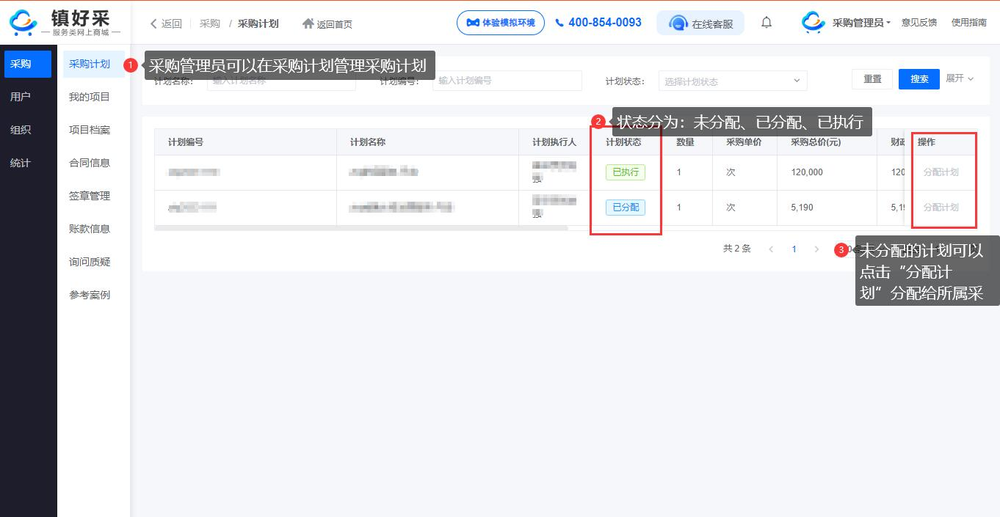 镇好采
服务类网上商城
返回
采购 / 采购计划
返回首页
体验模拟环境
400-854-0093
在线客服
采购管理员
意见反馈
使用指南
采购
用户
组织
统计
采购计划
我的项目
项目档案
合同信息
签章管理
账款信息
询问质疑
参考案例
1 采购管理员可以在采购计划管理采购计划
计划名称: 输入计划名称
计划编号: 输入计划编号
计划状态: 选择计划状态
重置
搜索
展开
2 状态分为：未分配、已分配、已执行
计划编号 计划名称 计划执行人 计划状态 数量 采购单价 采购总价(元) 财政 操作
已执行 1 次 120,000 120 分配计划
已分配 1 次 5,190 5,1 分配计划
共 2 条 1
3 未分配的计划可以
点击“分配计
划”分配给所属采